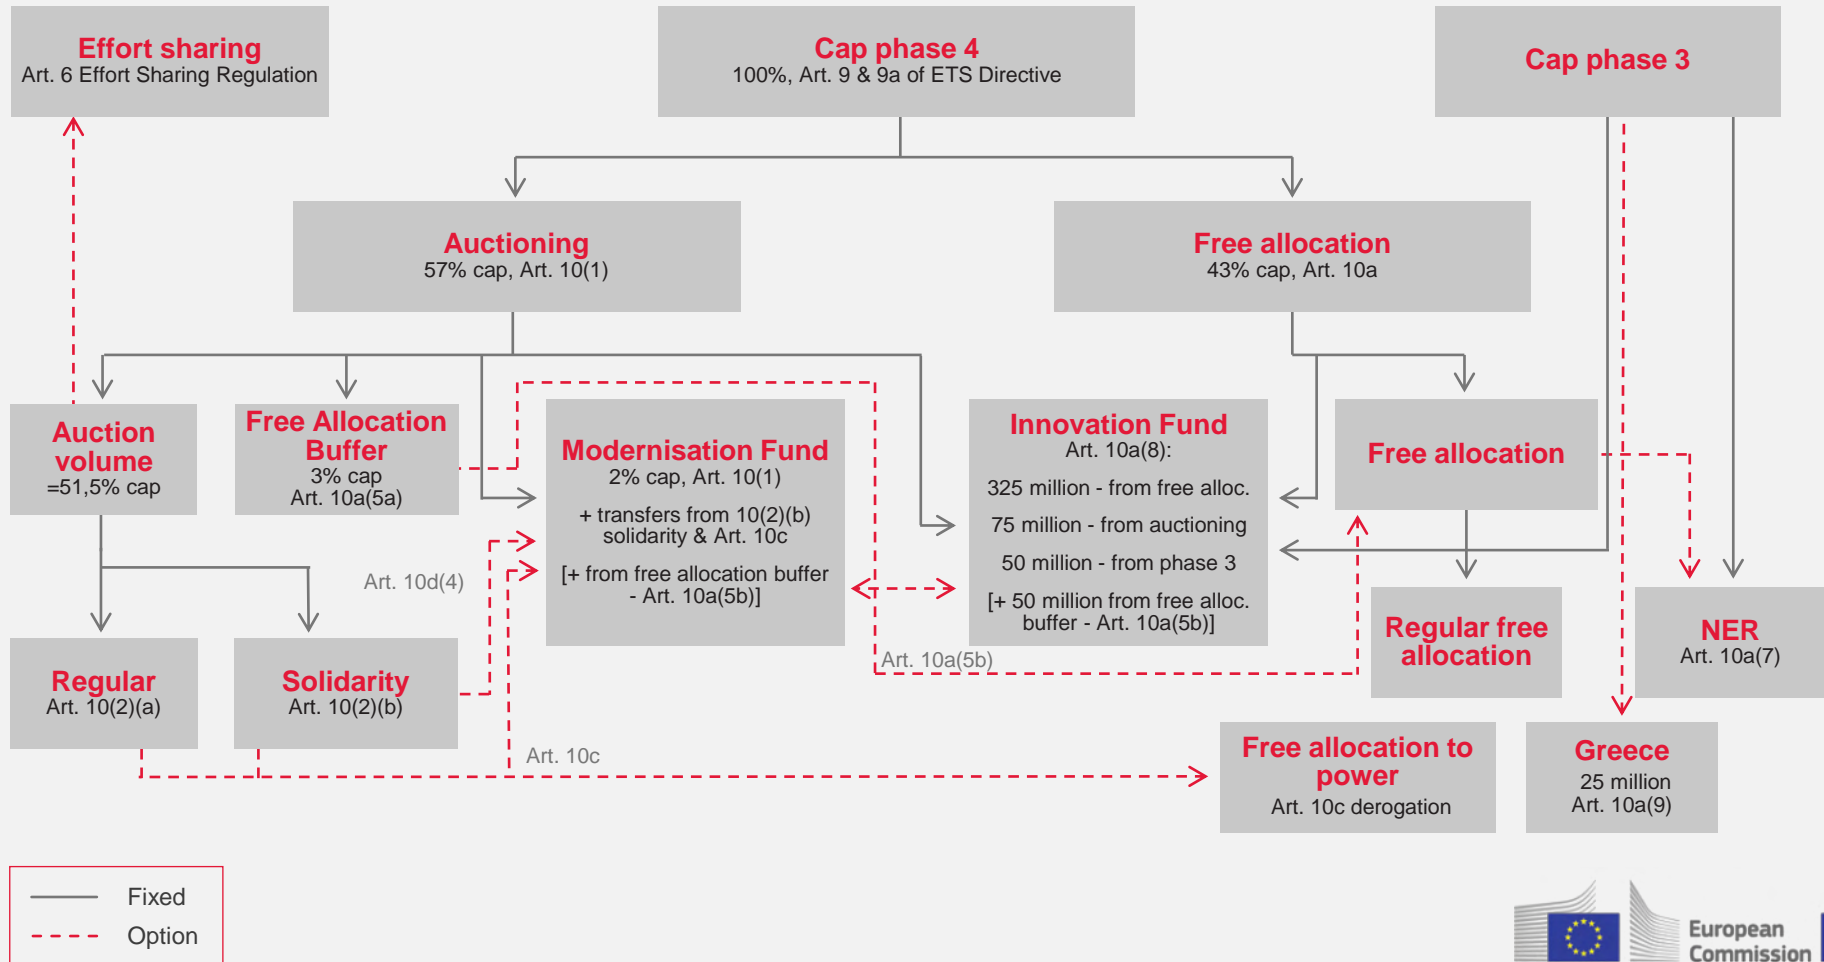 Effort sharing
Art. 6 Effort Sharing Regulation
Cap phase 4
100%, Art. 9 & 9a of ETS Directive
Cap phase 3
Auctioning
57% cap, Art. 10(1)
Free allocation
43% cap, Art. 10a
Auction
volume
=51,5% cap
Free Allocation
Buffer
3% cap
Art. 10a(5a)
Modernisation Fund
2% cap, Art. 10(1)
+ transfers from 10(2)(b)
solidarity & Art. 10c
[+ from free allocation buffer
- Art. 10a(5b)]
Innovation Fund
Art. 10a(8):
325 million - from free alloc.
75 million - from auctioning
50 million - from phase 3
[+ 50 million from free alloc.
buffer - Art. 10a(5b)]
Free allocation
Art. 10d(4)
Regular
Art. 10(2)(a)
Solidarity
Art. 10(2)(b)
Art. 10a(5b)
Regular free
allocation
NER
Art. 10a(7)
Art. 10c
Free allocation to
power
Art. 10c derogation
Greece
25 million
Art. 10a(9)
Fixed
Option
European
Commission